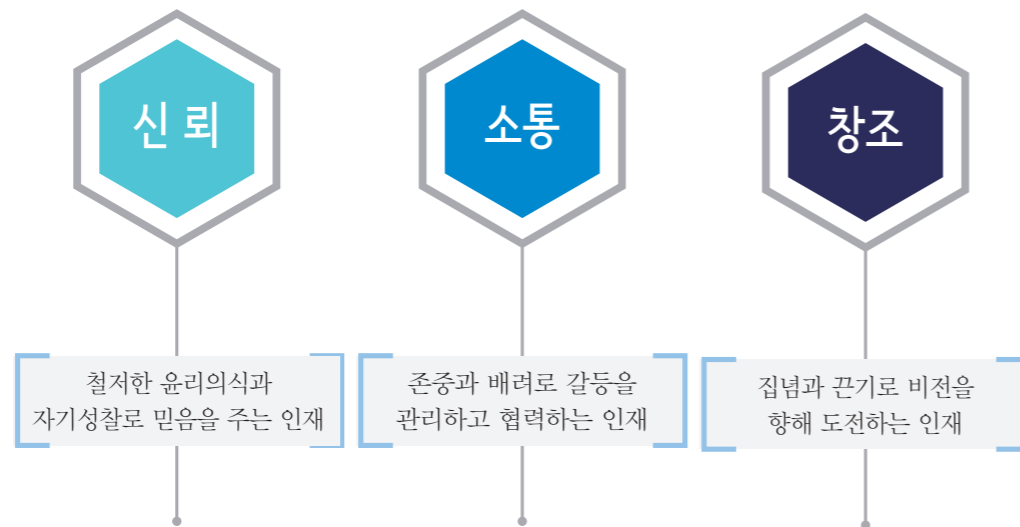 신 뢰
소통
창조
철저한 윤리의식과
자기성찰로 믿음을 주는 인재
존중과 배려로 갈등을
관리하고 협력하는 인재
집념과 끈기로 비전을
향해 도전하는 인재